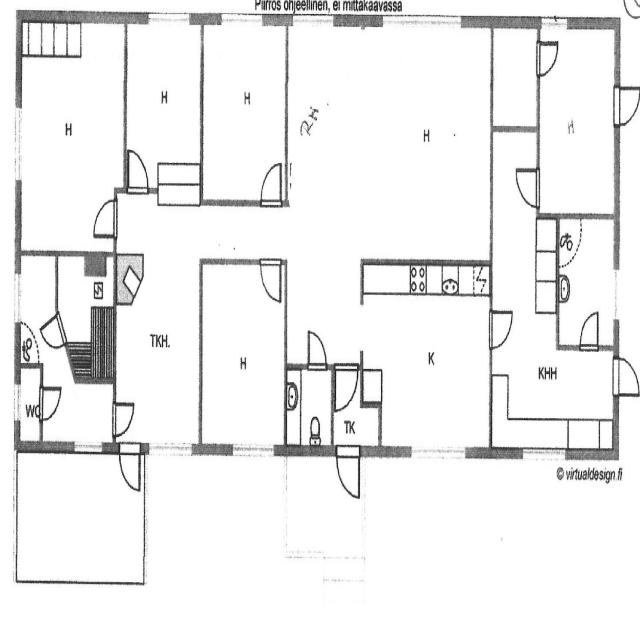 Piirros ohjeellinen, ei mittakaavassa
H
H
H
RH
H
H
TKH.
H
K
KHH
WC
TK
© virtualdesign.fi